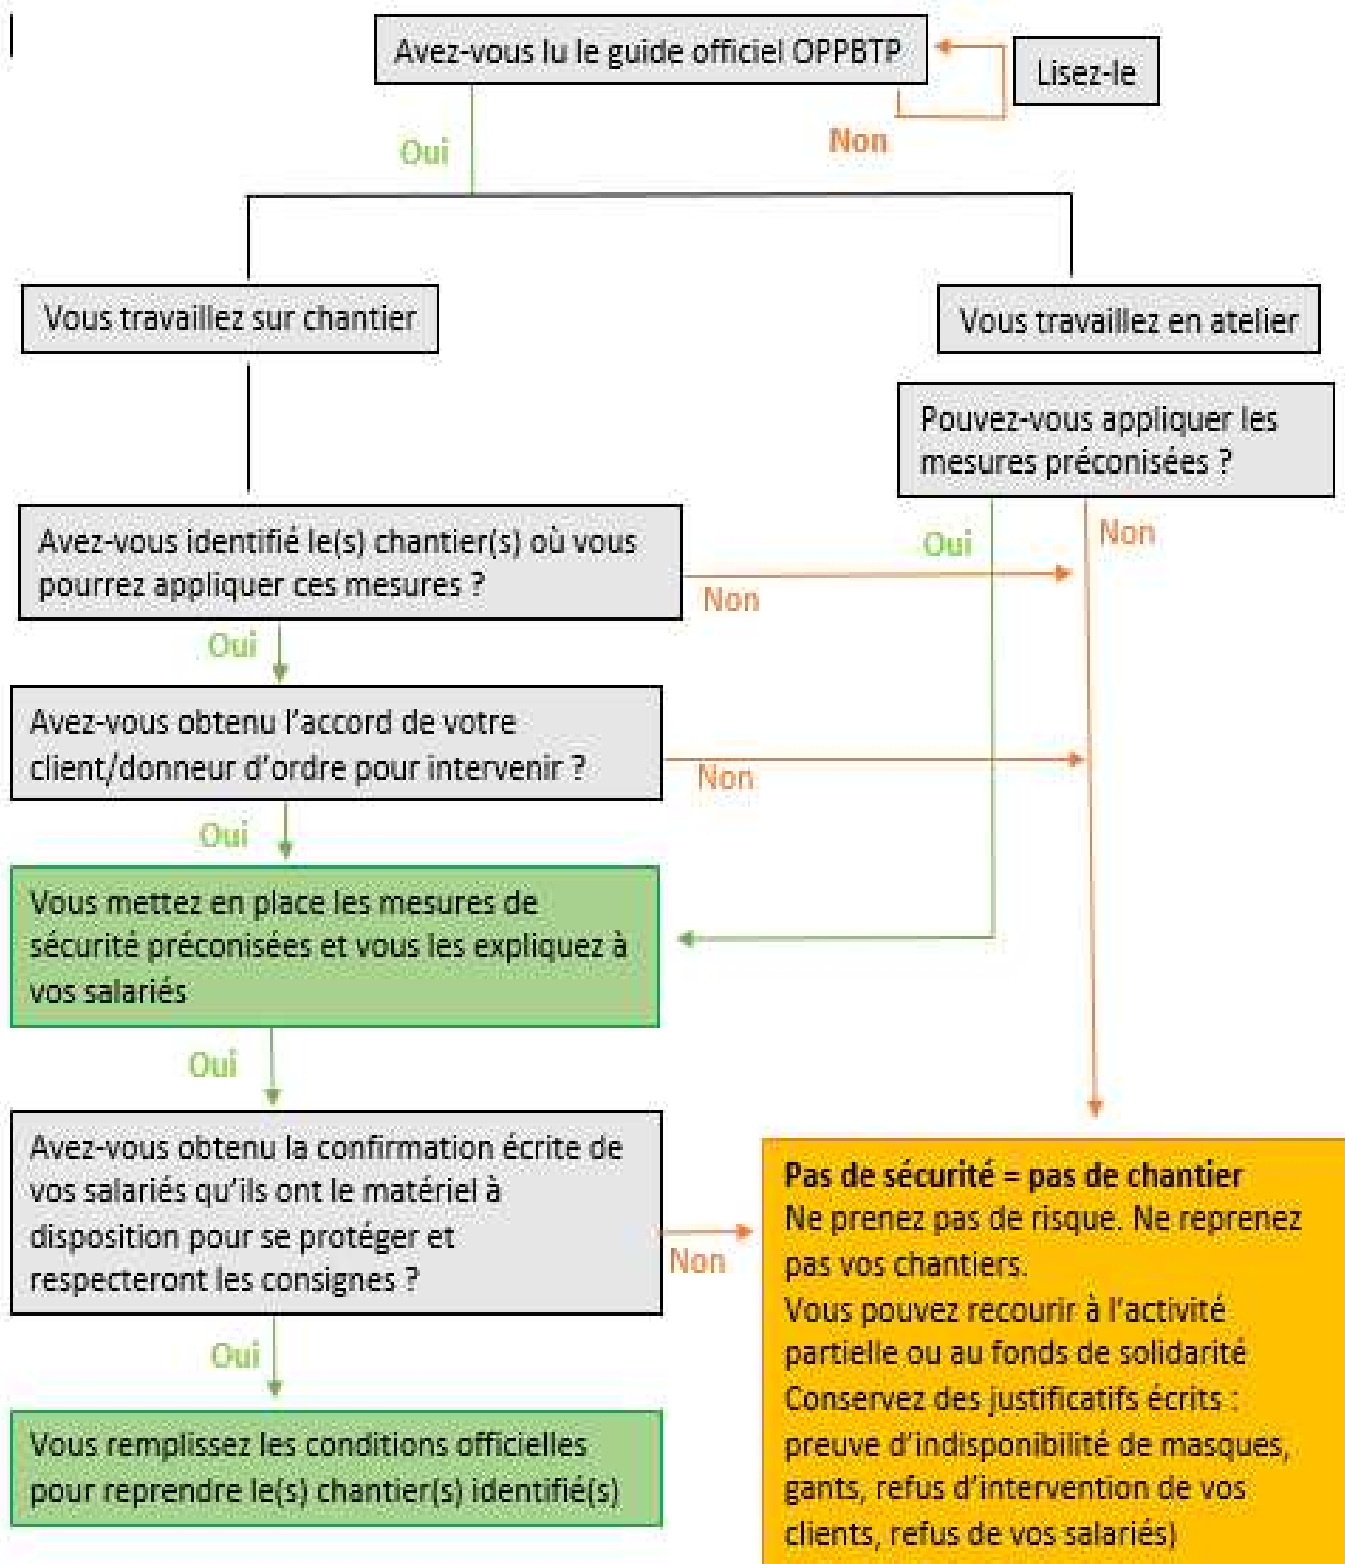 Avez-vous lu le guide officiel OPPBTP
Lisez-le
Oui
Non
Vous travaillez sur chantier
Vous travaillez en atelier
Pouvez-vous appliquer les
mesures préconisées ?
Oui
Non
Avez-vous identifié le(s) chantier(s) où vous
pourrez appliquer ces mesures ?
Non
Oui
Avez-vous obtenu l'accord de votre
client/donneur d'ordre pour intervenir ?
Non
Oui
Vous mettez en place les mesures de
sécurité préconisées et vous les expliquez à
vos salariés
Oui
Avez-vous obtenu la confirmation écrite de
vos salariés qu'ils ont le matériel à
disposition pour se protéger et
respecteront les consignes ?
Non
Oui
Vous remplissez les conditions officielles
pour reprendre le(s) chantier(s) identifié(s)
Pas de sécurité = pas de chantier
Ne prenez pas de risque. Ne reprenez
pas vos chantiers.
Vous pouvez recourir à l'activité
partielle ou au fonds de solidarité
Conservez des justificatifs écrits :
preuve d'indisponibilité de masques,
gants, refus d'intervention de vos
clients, refus de vos salariés)